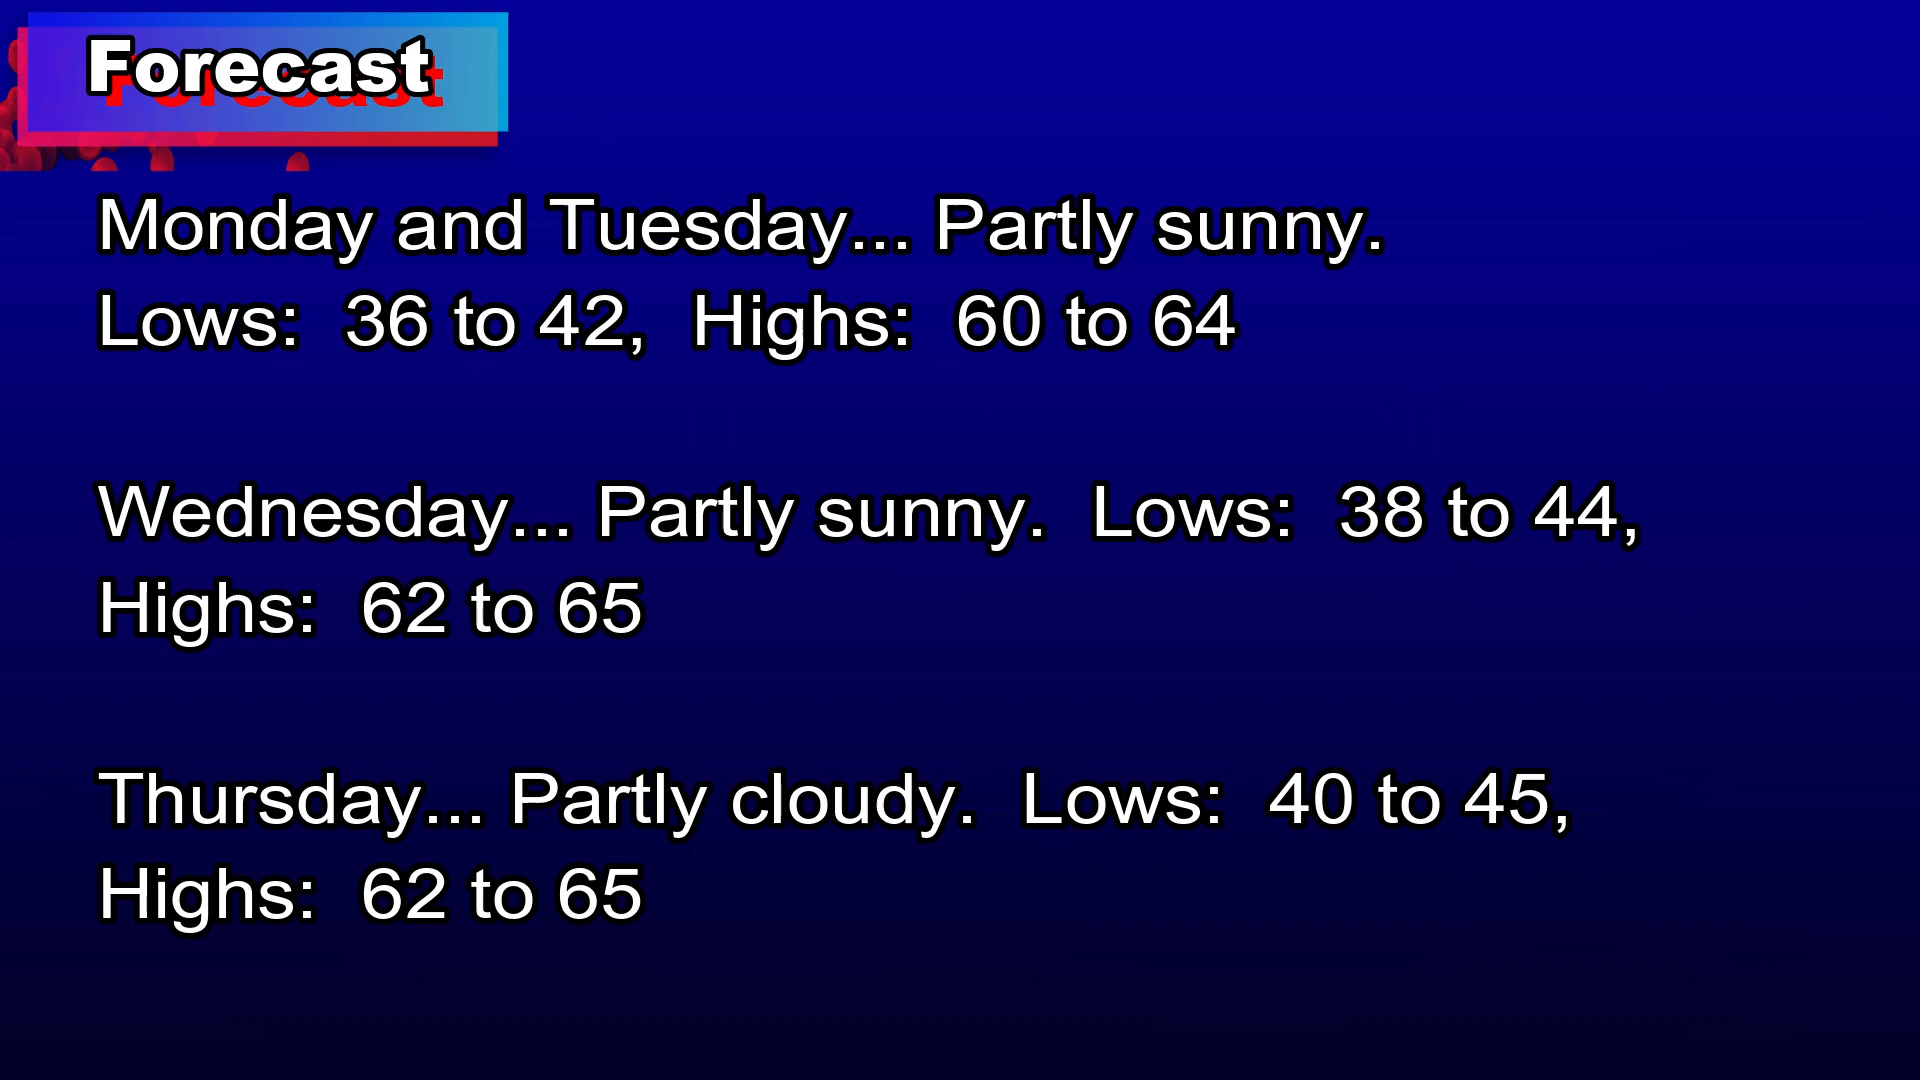 Forecast
Monday and Tuesday... Partly sunny.
Lows:  36 to 42,  Highs:  60 to 64
Wednesday... Partly sunny.  Lows:  38 to 44,
Highs:  62 to 65
Thursday... Partly cloudy.  Lows:  40 to 45,
Highs:  62 to 65